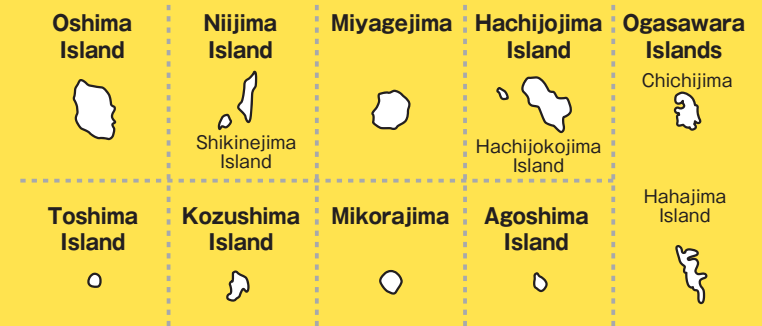 Oshima
Island
Niijima
Island
Shikinejima
Island
Miyagejima
Hachijojima
Island
Hachijokojima
Island
Ogasawara
Islands
Chichijima
Hahajima
Island
Toshima
Island
Kozushima
Island
Mikorajima
Agoshima
Island